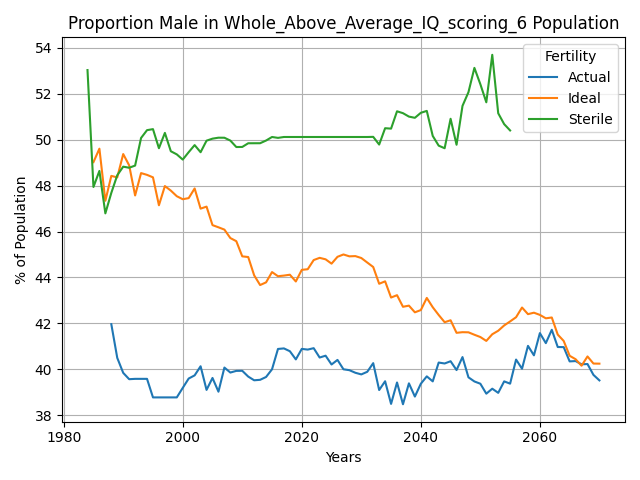 Proportion Male in Whole_Above_Average_IQ_scoring_6 Population
% of Population
54
52
50
48
46
44
42
40
38
1980
2000
2020
2040
2060
Years
Fertility
Actual
Ideal
Sterile